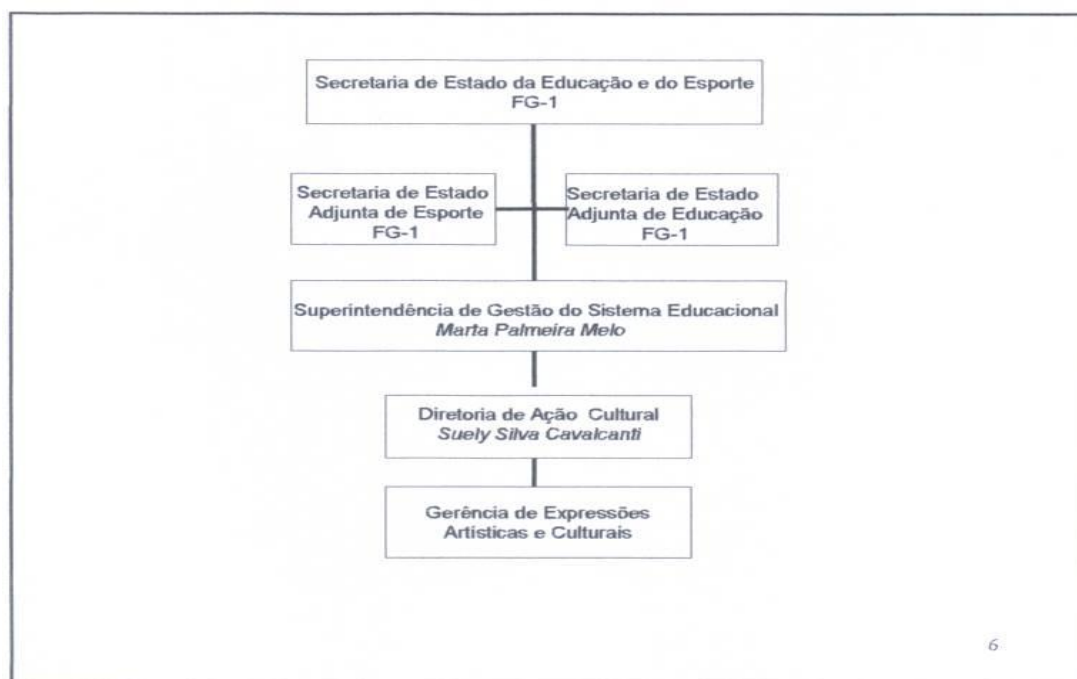 Secretaria de Estado da Educação e do Esporte
FG-1
Secretaria de Estado
Adjunta de Esporte
FG-1
Secretaria de Estado
Adjunta de Educação
FG-1
Superintendência de Gestão do Sistema Educacional
Marta Palmeira Melo
Diretoria de Ação Cultural
Suely Silva Cavalcanti
Gerência de Expressões
Artísticas e Culturais
6